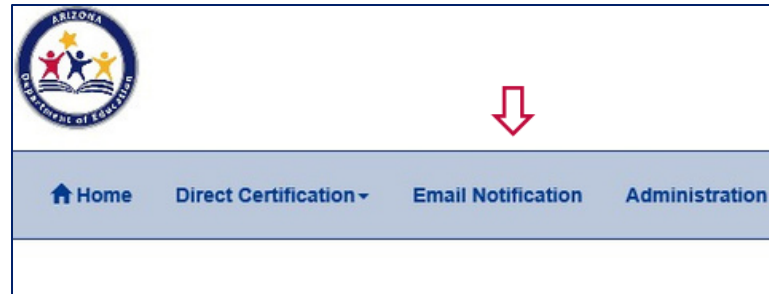 ARIZONA
Department of Education
Home Direct Certification Email Notification Administration